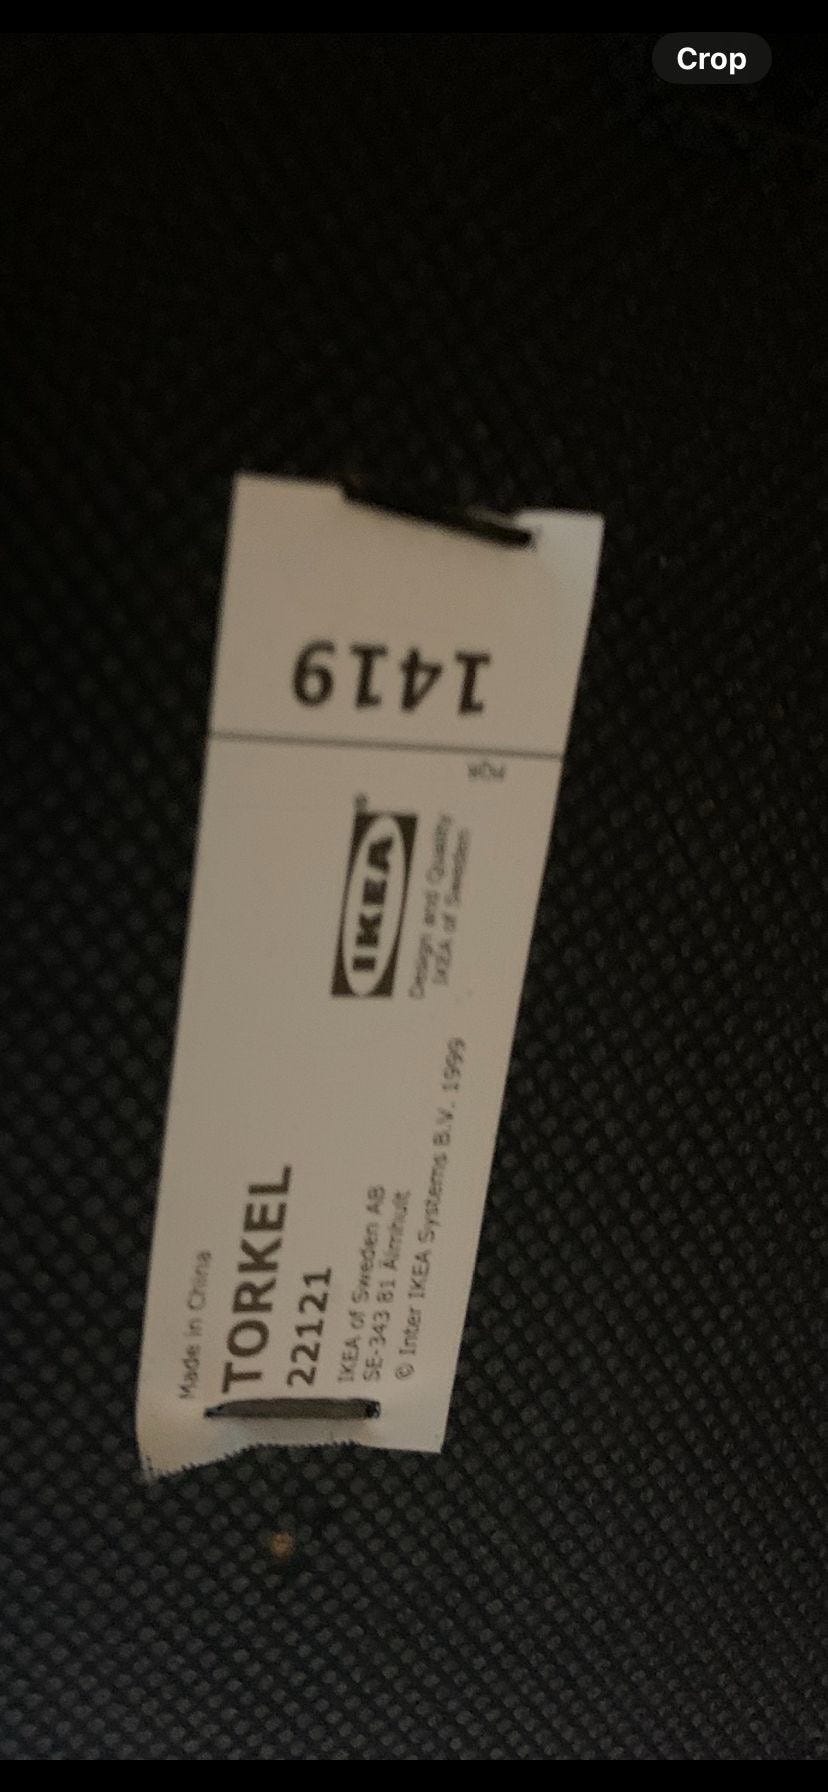 Crop
1419
Made in China
TORKEL
22121
IKEA of Sweden AB
SE-343 81 Älmhult
© Inter IKEA Systems B.V. 1999
IKEA®
Design and Quality
IKEA of Sweden